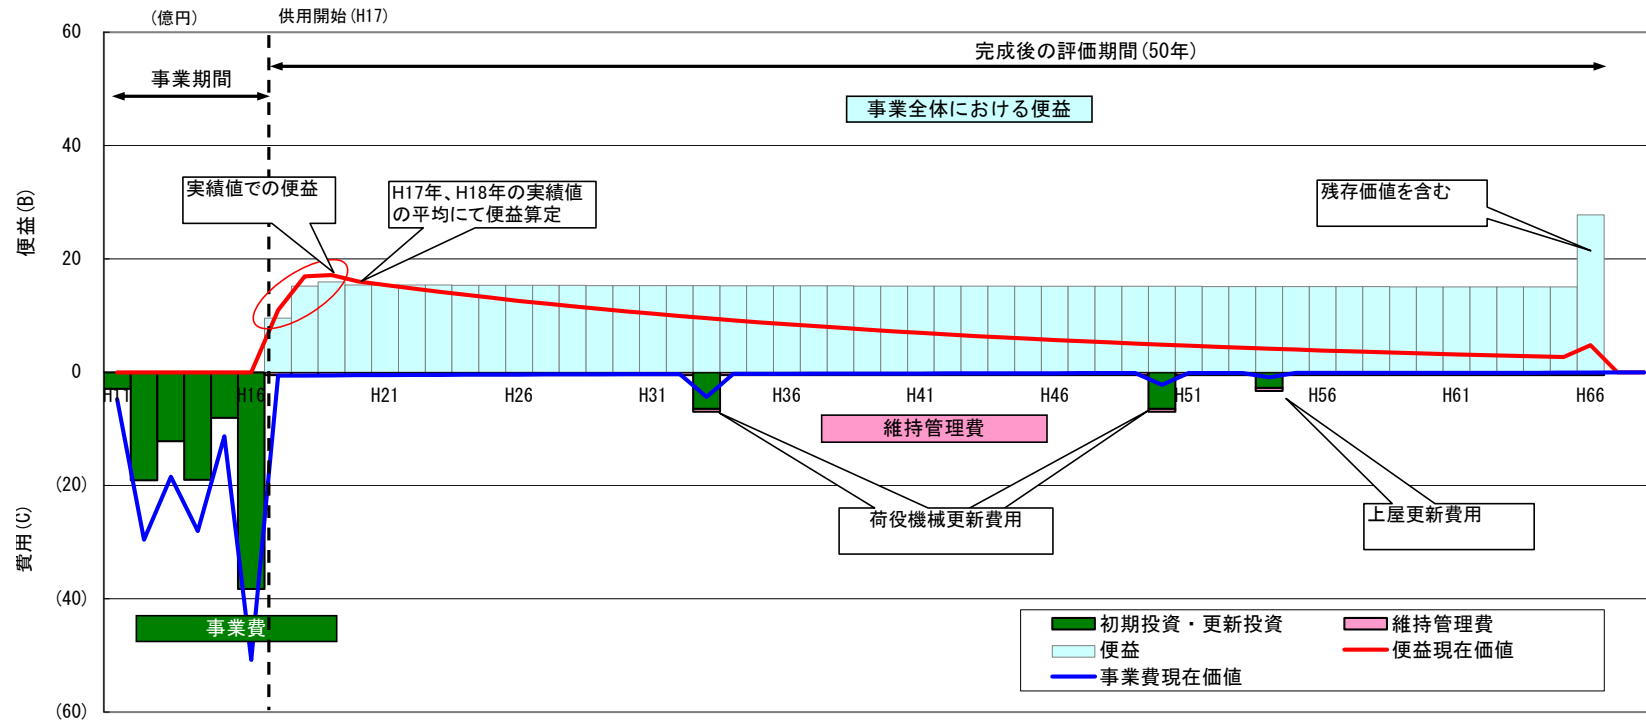 (億円)
供用開始(H17)
60
完成後の評価期間(50年)
事業期間
事業全体における便益
40
実績値での便益
H17年、H18年の実績値
の平均にて便益算定
残存価値を含む
便益(B)
20
0
H11
H16
H21
H26
H31
H36
H41
H46
H51
H56
H61
H66
維持管理費
(20)
荷役機械更新費用
上屋更新費用
費用(C)
(40)
事業費
初期投資・更新投資
維持管理費
便益
便益現在価値
事業費現在価値
(60)